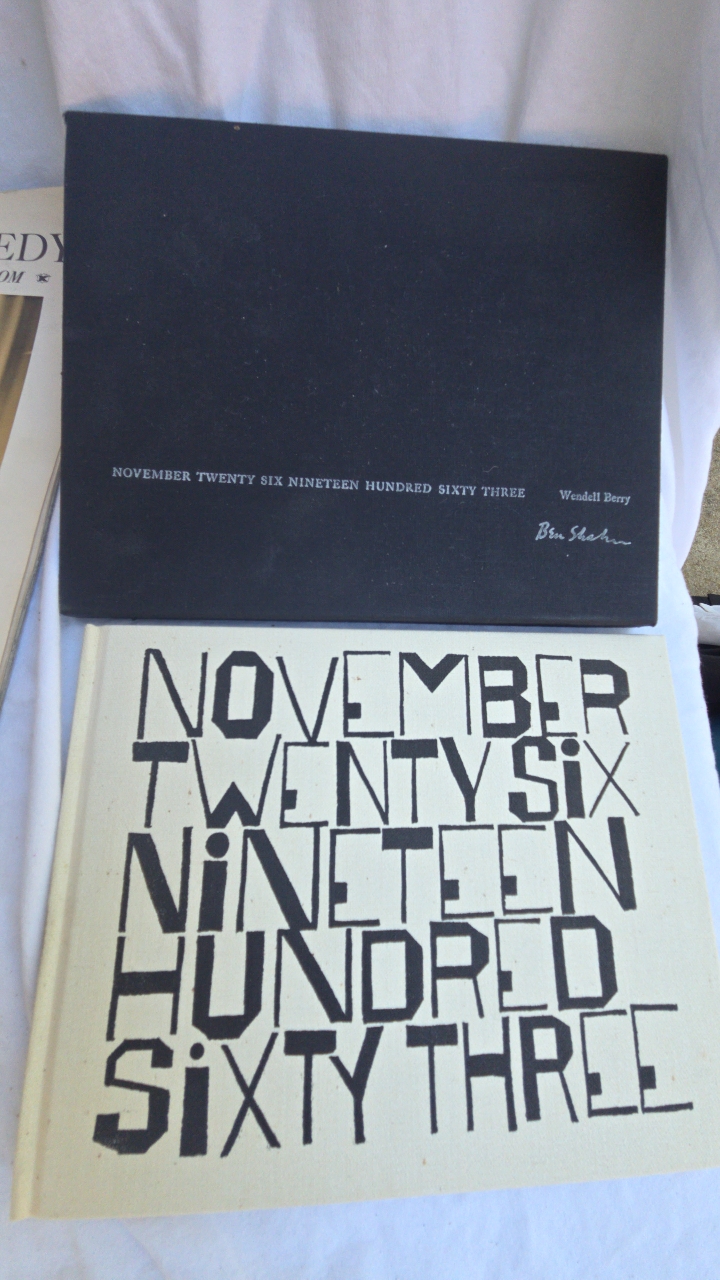 EDY
OM
NOVEMBER TWENTY SIX NINETEEN HUNDRED SIXTY THREE Wendell Berry
Ben Shahn
NOVEMBER
TWENTY SiX
NiNETEEN
HUNDRED
SiXTY THREE